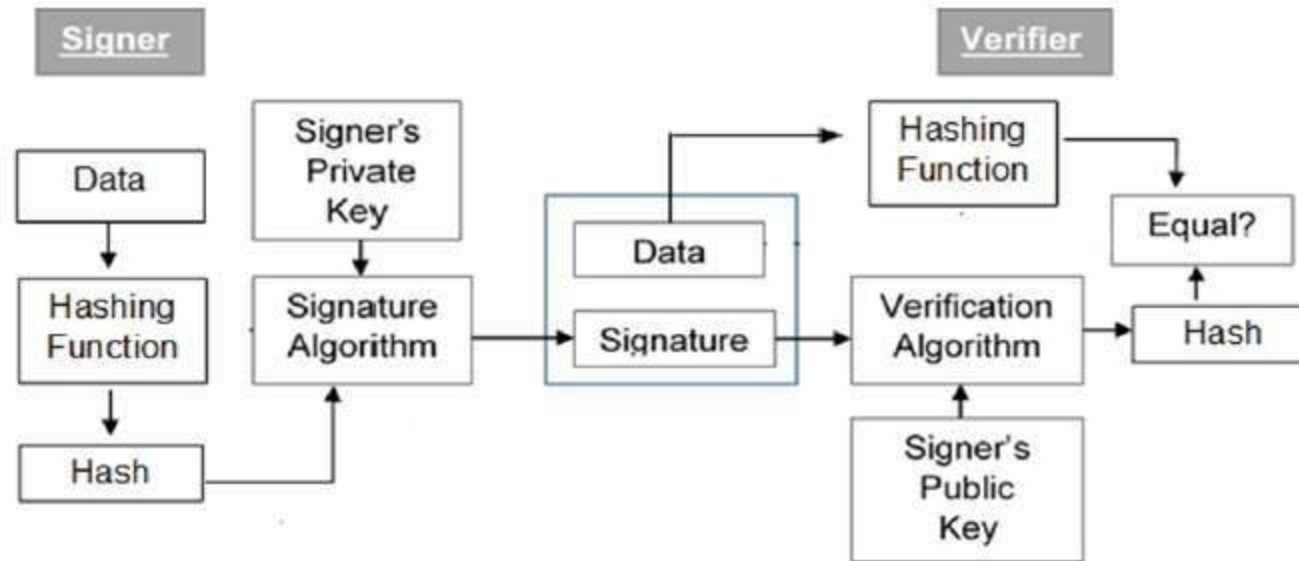 Signer
Verifier
Data
Hashing
Function
Hash
Signer's
Private
Key
Signature
Algorithm
Data
Signature
Hashing
Function
Verification
Algorithm
Signer's
Public
Key
Equal?
Hash